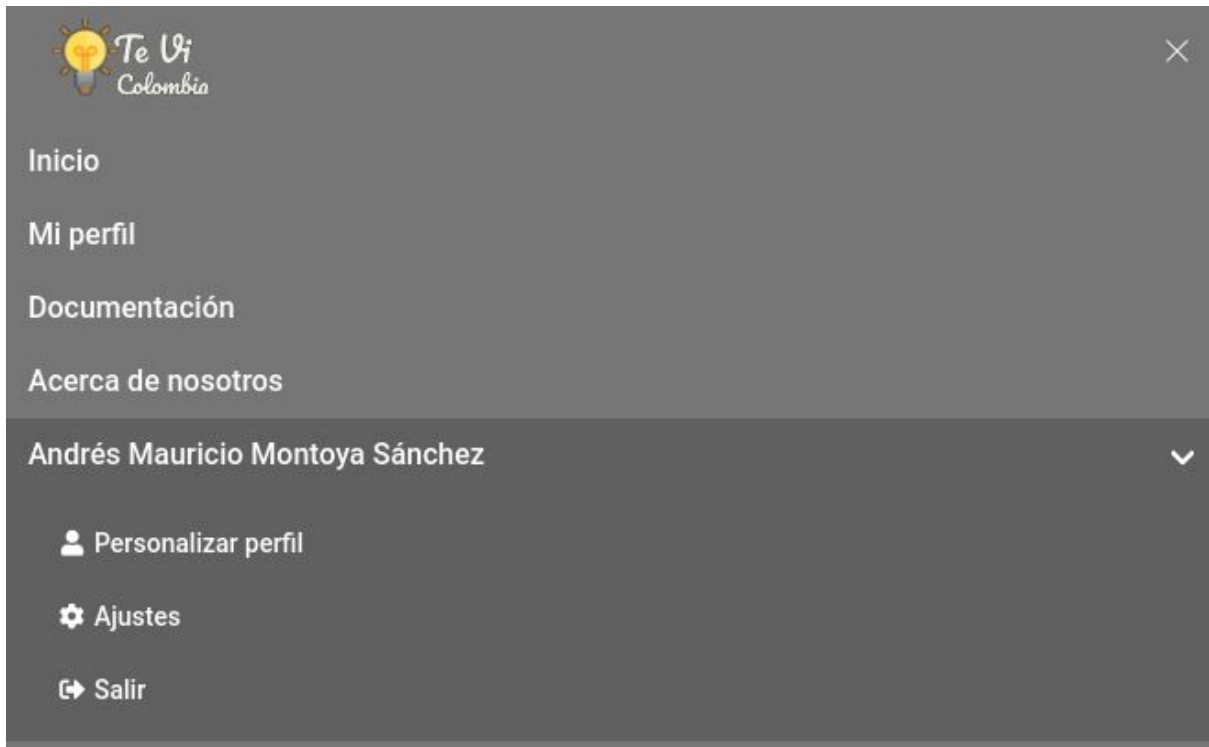 Te Vi
Colombia
Inicio
Mi perfil
Documentación
Acerca de nosotros
Andrés Mauricio Montoya Sánchez
Personalizar perfil
Ajustes
Salir